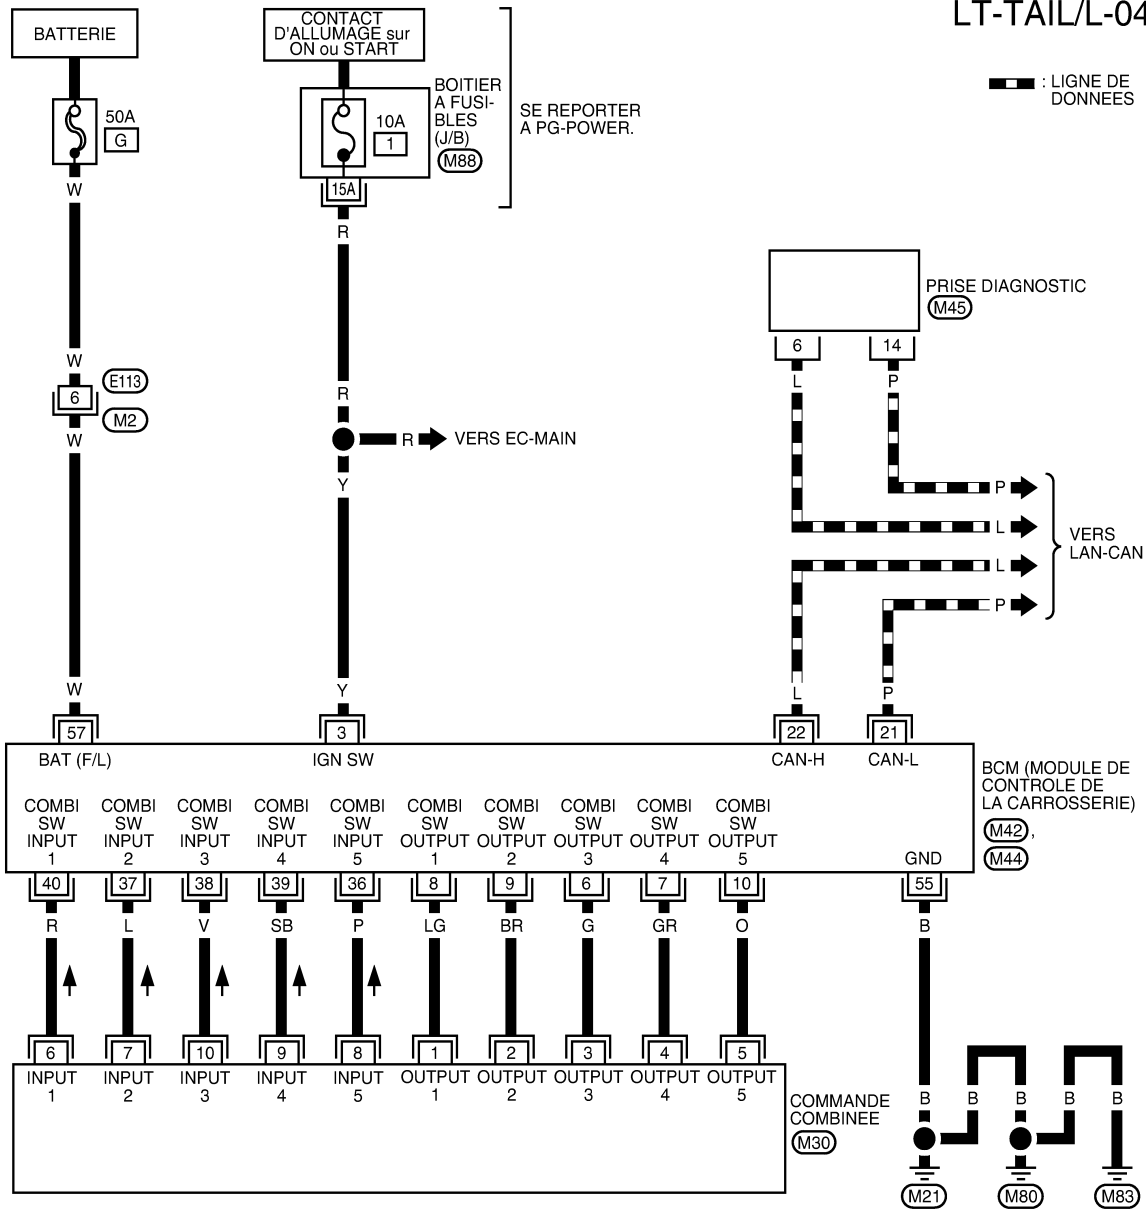 LT-TAIL/L-04
BATTERIE
CONTACT
D'ALLUMAGE sur
ON ou START
: LIGNE DE
DONNEES
50A
G
10A
1
BOITIER
A FUSI-
BLES
(J/B)
M88
SE REPORTER
A PG-POWER.
15A
W
R
PRISE DIAGNOSTIC
M45
6
14
W
R
L
P
6
E113
M2
W
R
VERS EC-MAIN
Y
P
L
L
P
VERS
LAN-CAN
W
Y
L
P
57
3
22
21
BAT (F/L)
IGN SW
CAN-H
CAN-L
BCM (MODULE DE
CONTROLE DE
LA CARROSSERIE)
M42 ,
M44
COMBI
SW
INPUT
1
COMBI
SW
INPUT
2
COMBI
SW
INPUT
3
COMBI
SW
INPUT
4
COMBI
SW
INPUT
5
COMBI
SW
OUTPUT
1
COMBI
SW
OUTPUT
2
COMBI
SW
OUTPUT
3
COMBI
SW
OUTPUT
4
COMBI
SW
OUTPUT
5
GND
40
37
38
39
36
8
9
6
7
10
55
R
L
V
SB
P
LG
BR
G
GR
O
B
6
7
10
9
8
1
2
3
4
5
INPUT
1
INPUT
2
INPUT
3
INPUT
4
INPUT
5
OUTPUT
1
OUTPUT
2
OUTPUT
3
OUTPUT
4
OUTPUT
5
COMMANDE
COMBINEE
M30
B
B
B
B
B
M21
M80
M83